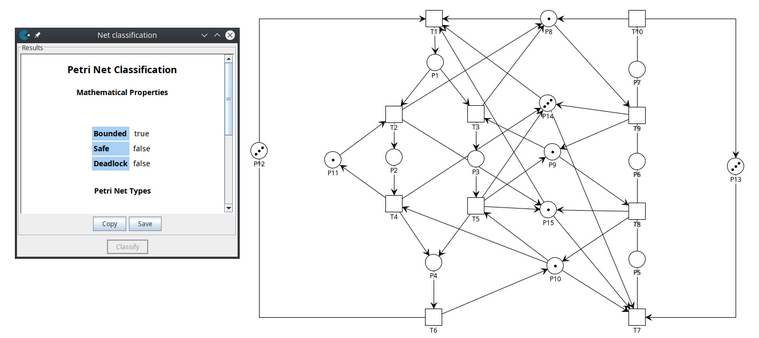 Net classification
Results
Petri Net Classification
Mathematical Properties
Bounded true
Safe false
Deadlock false
Petri Net Types
Copy Save
Classify
T1
P8
T10
P1
P7
T2
T3
P14
T9
P12
P11
P2
P3
P9
P6
P13
T4
T5
P15
T8
P4
P10
P5
T6
T7